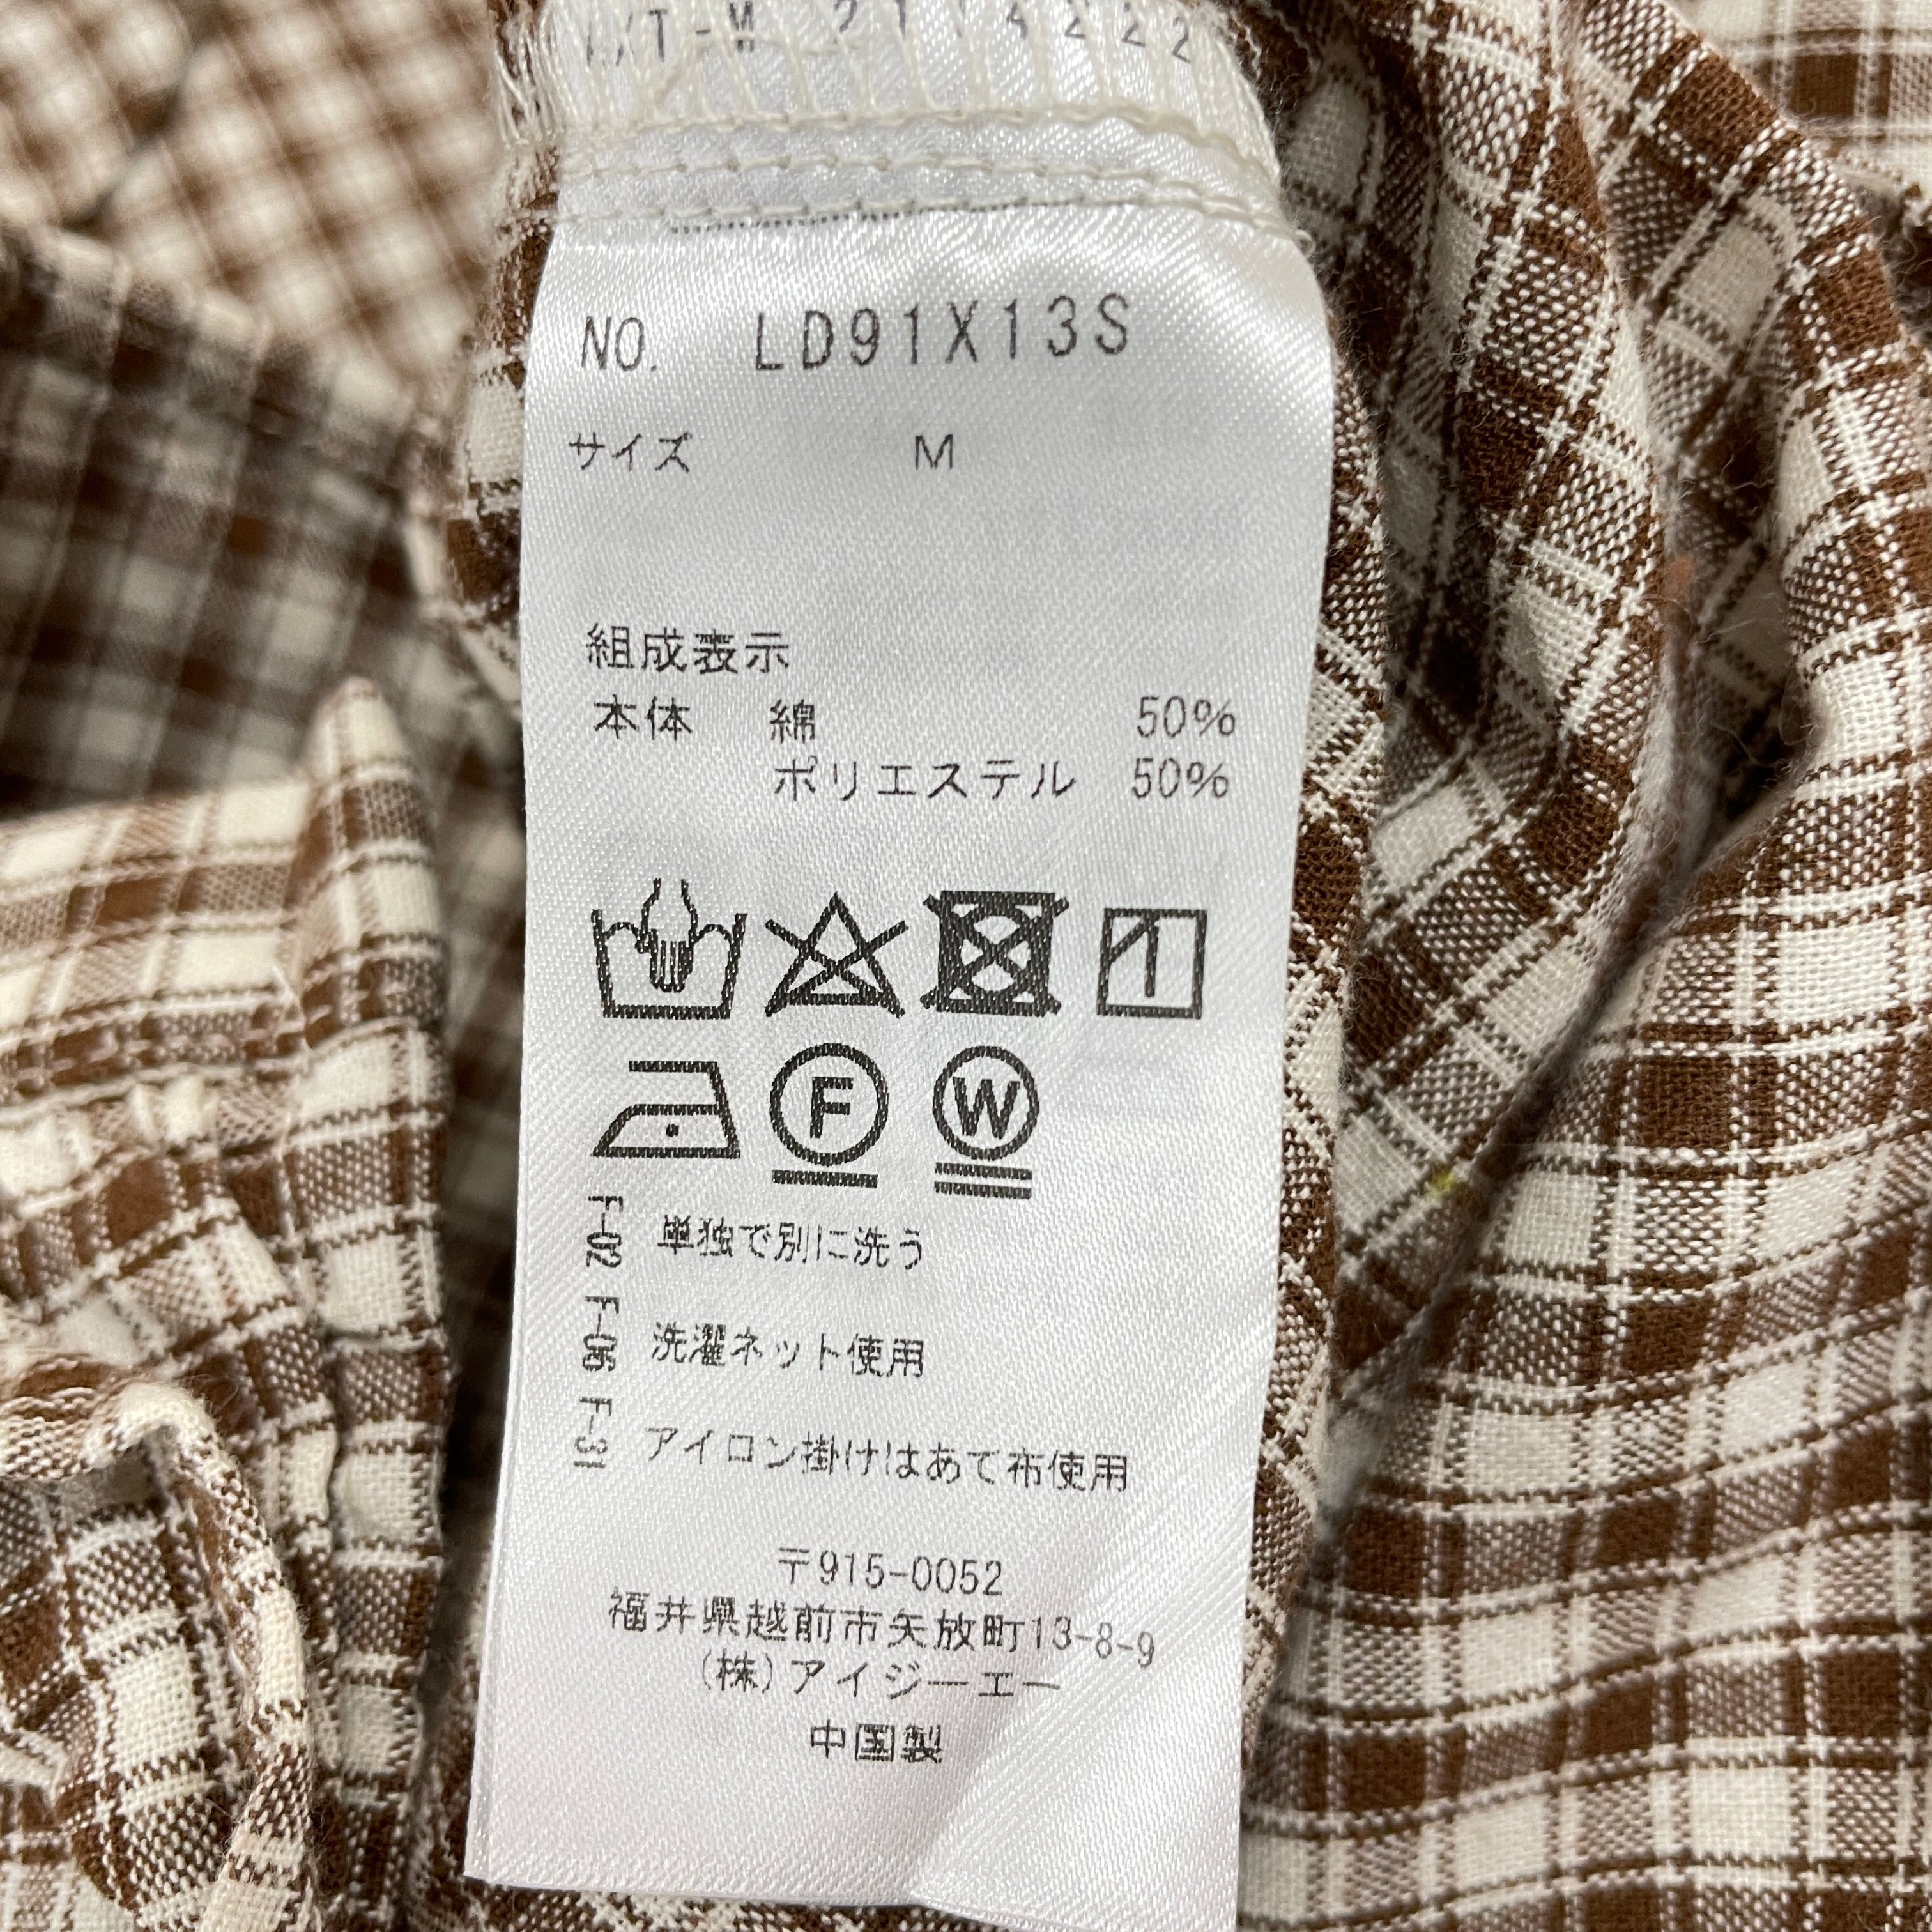 NO. LD91X13S
サイズ M
組成表示
本体 綿 50%
ポリエステル 50%
F
W
F-02 単独で別に洗う
F-06 洗濯ネット使用
F-31 アイロン掛けはあて布使用
〒915-0052
福井県越前市矢放町13-8-9
(株)アイジーエー
中国製